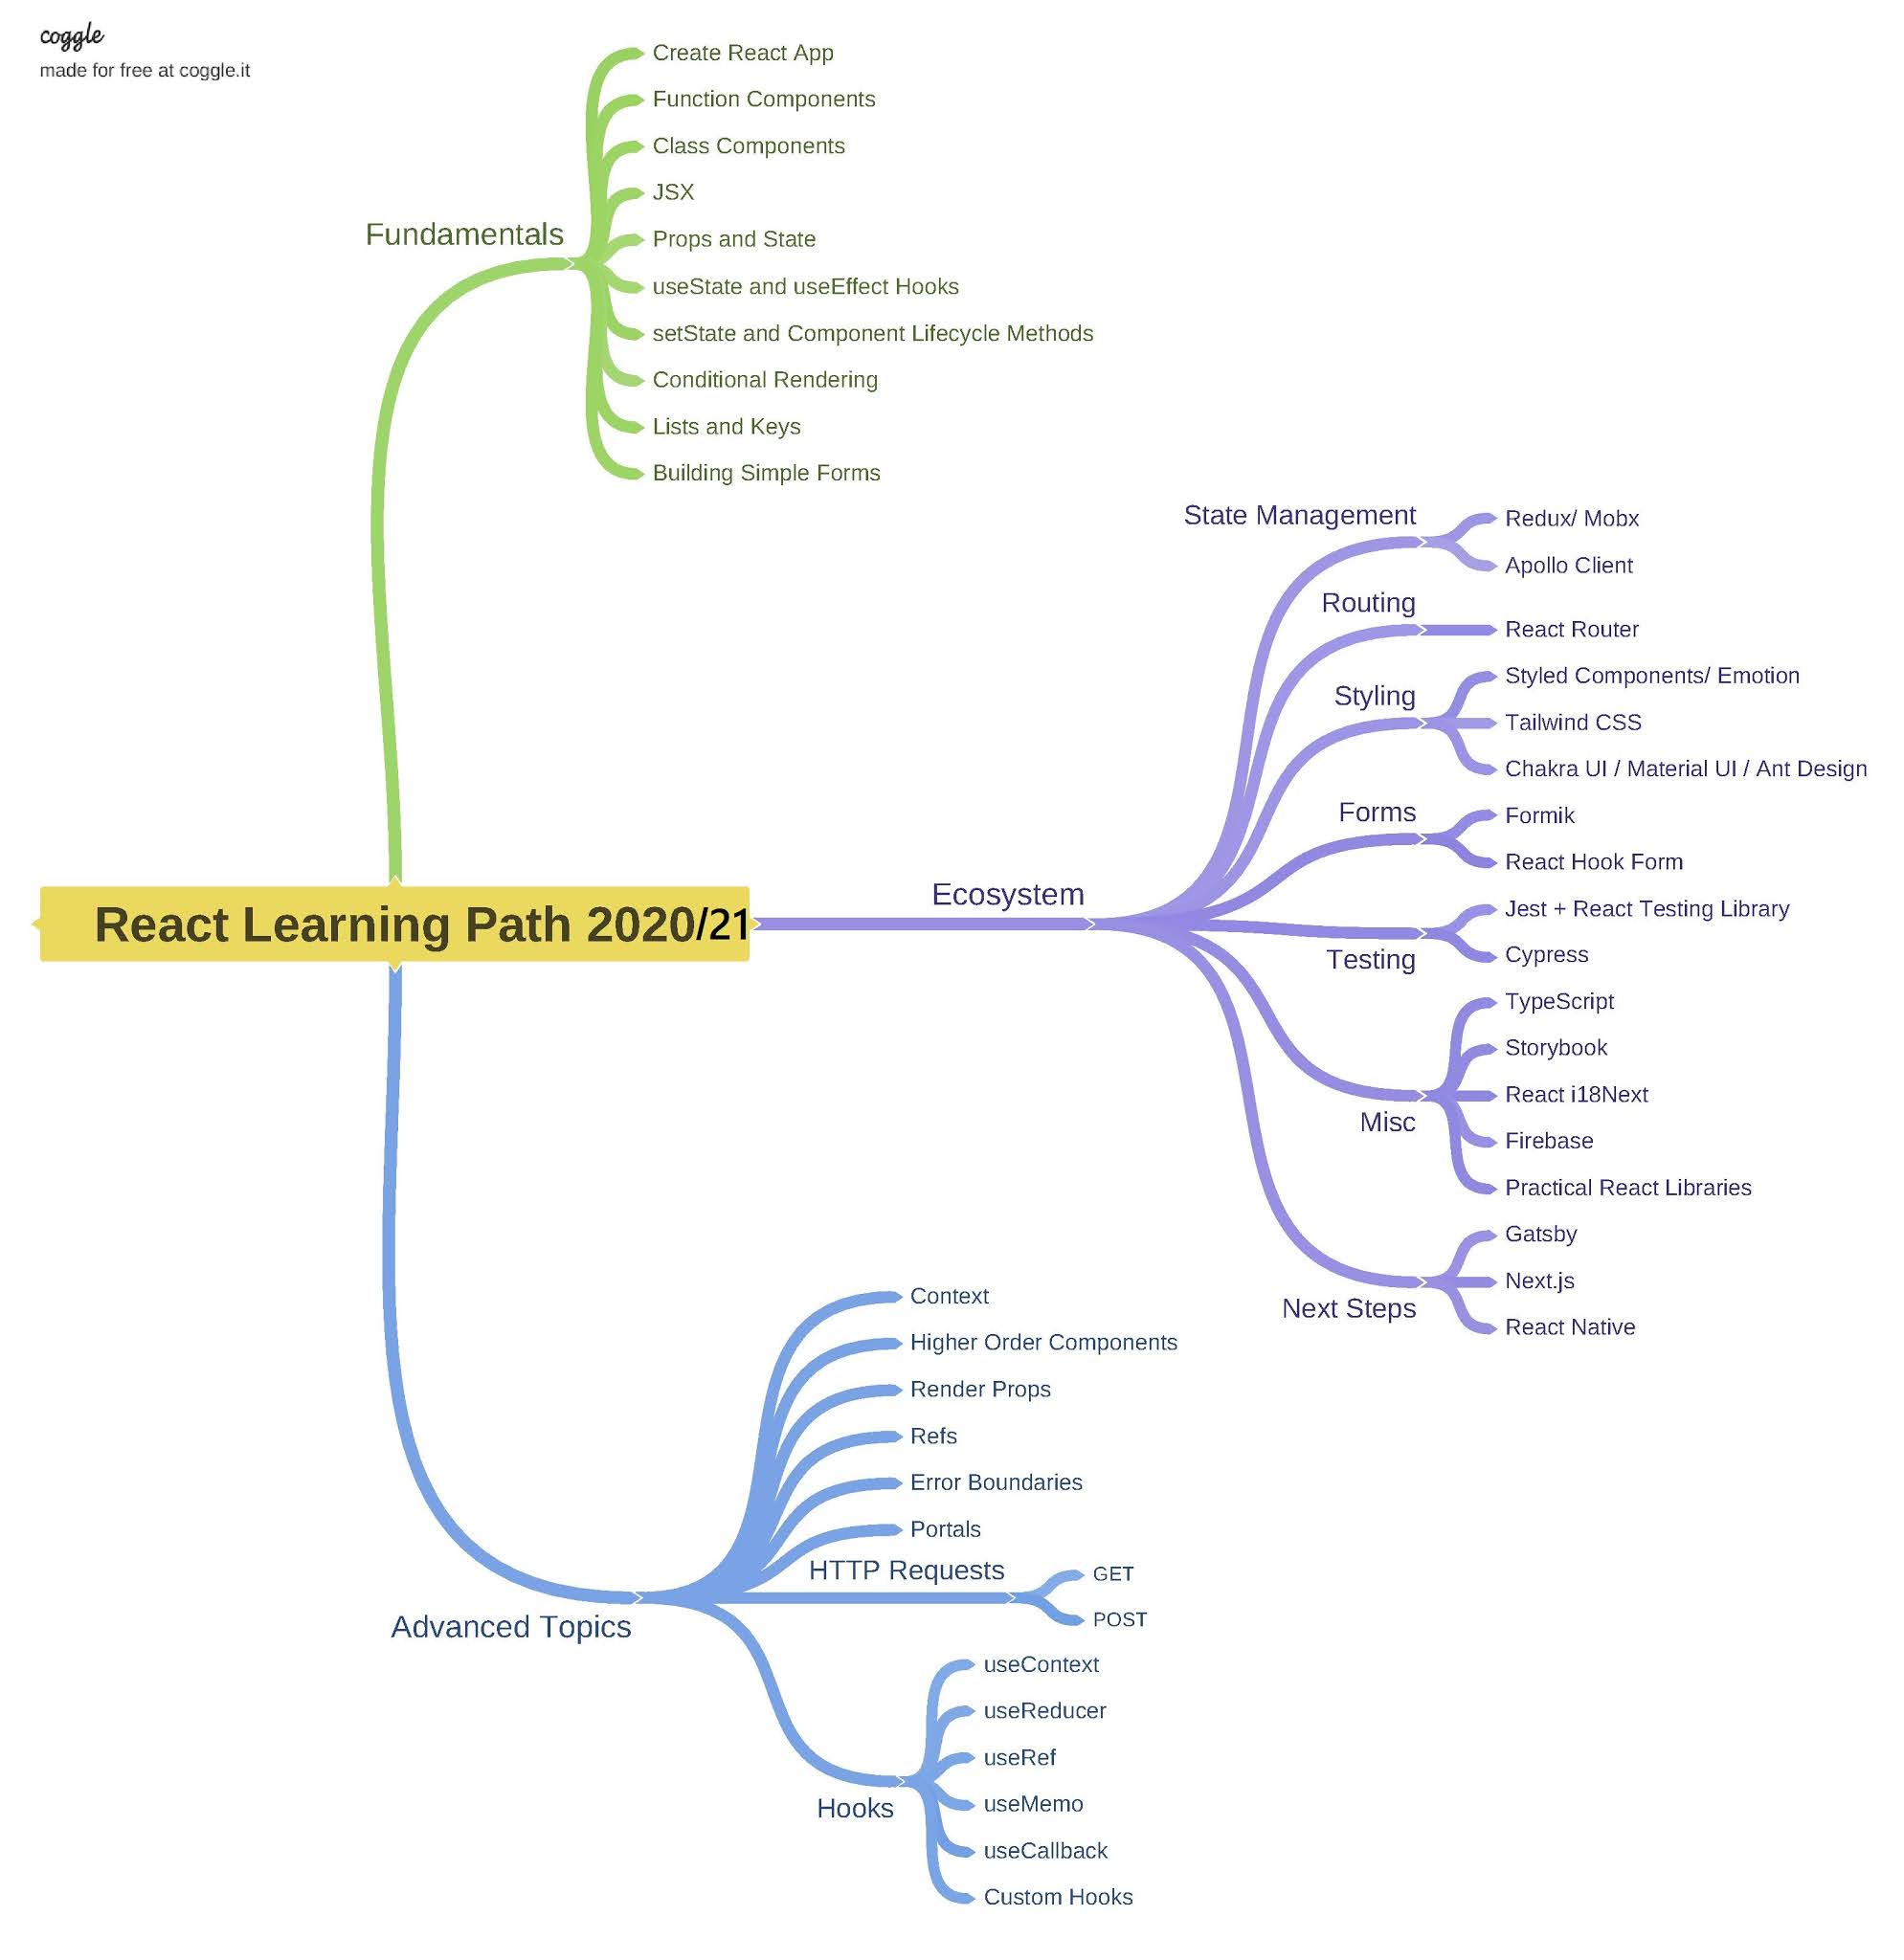 coggle
made for free at coggle.it
Create React App
Function Components
Class Components
JSX
Fundamentals
Props and State
useState and useEffect Hooks
setState and Component Lifecycle Methods
Conditional Rendering
Lists and Keys
Building Simple Forms
React Learning Path 2020/21
Ecosystem
State Management
Redux/ Mobx
Apollo Client
Routing
React Router
Styling
Styled Components/ Emotion
Tailwind CSS
Chakra UI / Material UI / Ant Design
Forms
Formik
React Hook Form
Testing
Jest + React Testing Library
Cypress
Misc
TypeScript
Storybook
React i18Next
Firebase
Practical React Libraries
Next Steps
Gatsby
Next.js
React Native
Advanced Topics
Context
Higher Order Components
Render Props
Refs
Error Boundaries
Portals
HTTP Requests
GET
POST
Hooks
useContext
useReducer
useRef
useMemo
useCallback
Custom Hooks